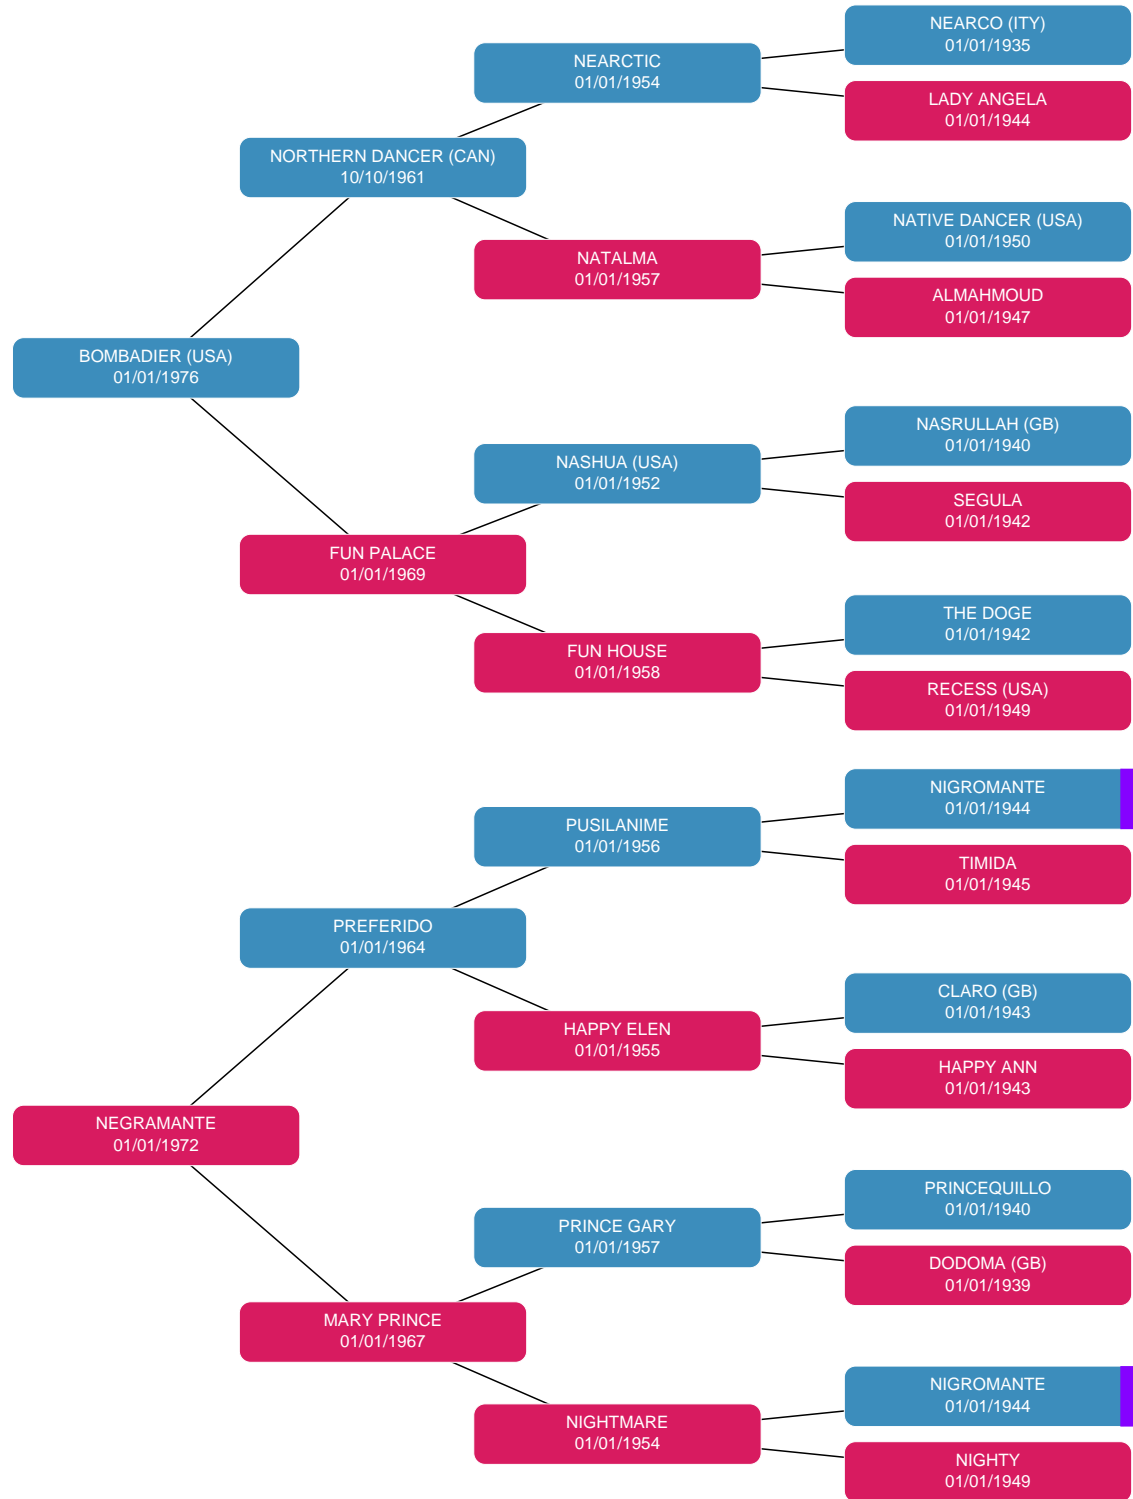 NEARCO (ITY)
01/01/1935
NEARCTIC
01/01/1954
LADY ANGELA
01/01/1944
NORTHERN DANCER (CAN)
10/10/1961
NATIVE DANCER (USA)
01/01/1950
NATALMA
01/01/1957
ALMAHMOUD
01/01/1947
BOMBADIER (USA)
01/01/1976
NASRULLAH (GB)
01/01/1940
NASHUA (USA)
01/01/1952
SEGULA
01/01/1942
FUN PALACE
01/01/1969
THE DOGE
01/01/1942
FUN HOUSE
01/01/1958
RECESS (USA)
01/01/1949
NIGROMANTE
01/01/1944
PUSILANIME
01/01/1956
TIMIDA
01/01/1945
PREFERIDO
01/01/1964
CLARO (GB)
01/01/1943
HAPPY ELEN
01/01/1955
HAPPY ANN
01/01/1943
NEGRAMANTE
01/01/1972
PRINCEQUILLO
01/01/1940
PRINCE GARY
01/01/1957
DODOMA (GB)
01/01/1939
MARY PRINCE
01/01/1967
NIGROMANTE
01/01/1944
NIGHTMARE
01/01/1954
NIGHTY
01/01/1949